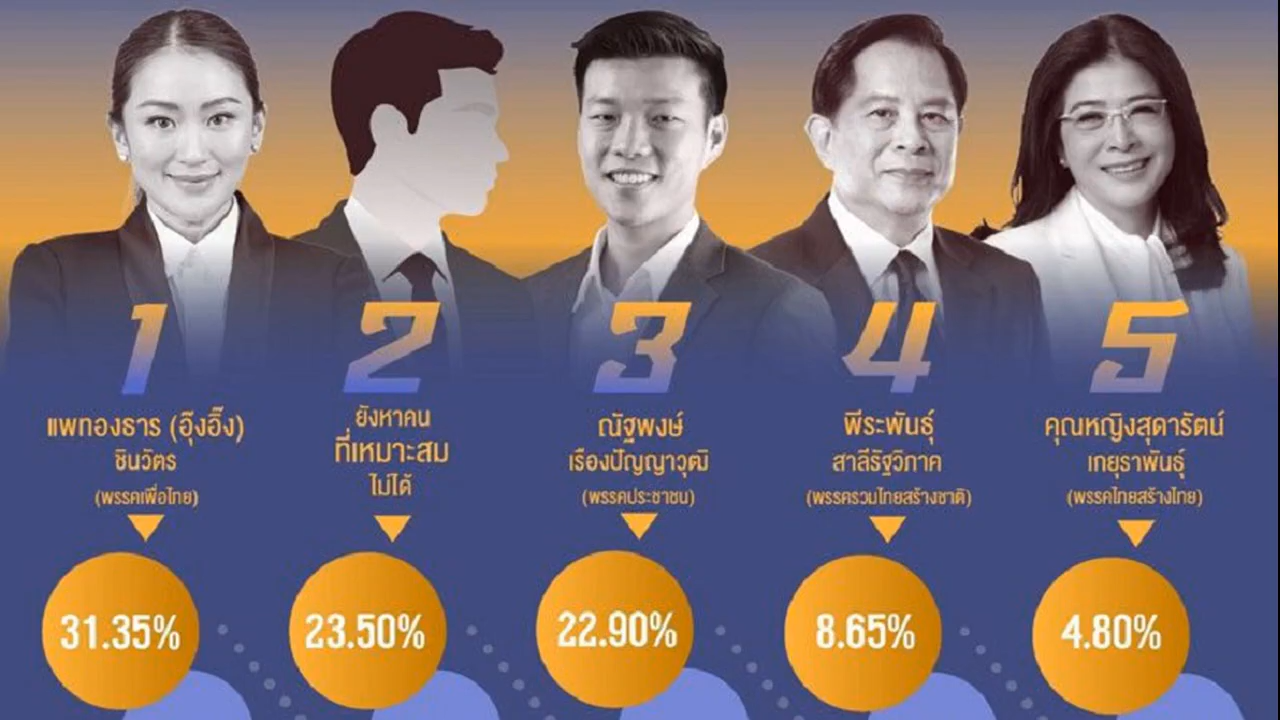 1
2
3
4
5
แพทองธาร (อุ๊งอิ๊ง)
ชินวัตร
(พรรคเพื่อไทย)
ยังหาคน
ที่เหมาะสม
ไม่ได้
ณัฐพงษ์
เรืองปัญญาวุฒิ
(พรรคประชาชน)
พีระพันธุ์
สาลีรัฐวิภาค
(พรรครวมไทยสร้างชาติ)
คุณหญิงสุดารัตน์
เกยุราพันธุ์
(พรรคไทยสร้างไทย)
31.35%
23.50%
22.90%
8.65%
4.80%